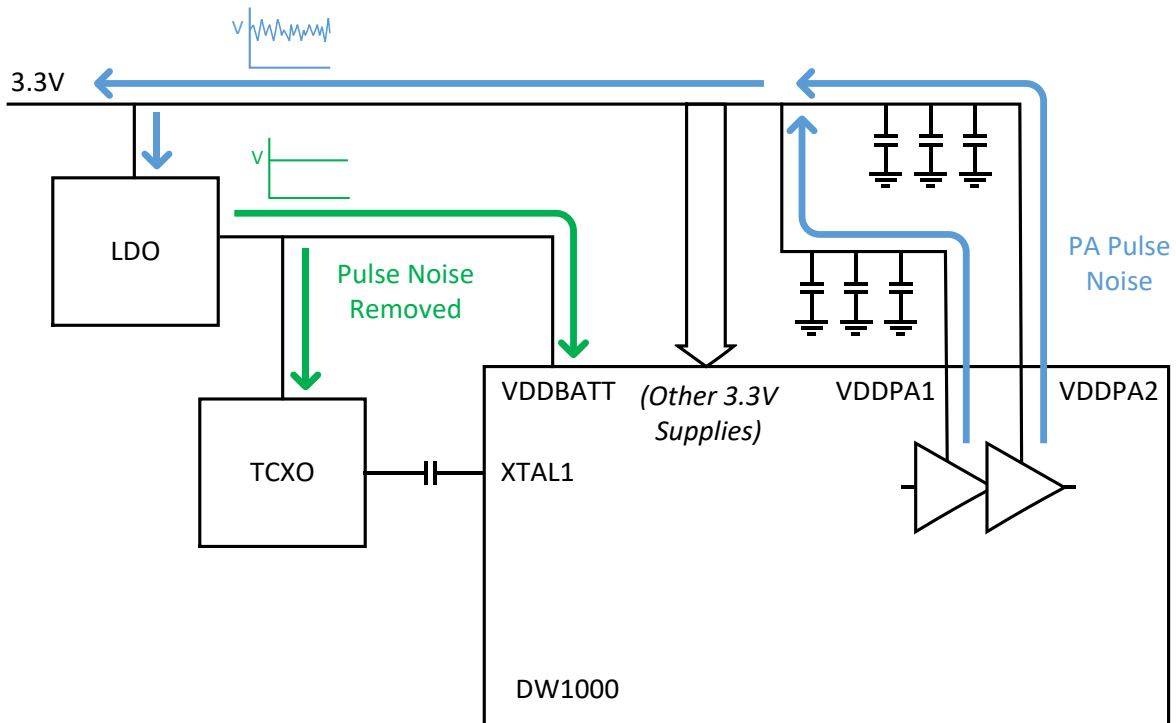 V
3.3V
V
LDO
Pulse Noise
Removed
PA Pulse
Noise
VDDBATT
(Other 3.3V
Supplies)
VDDPA1
VDDPA2
TCXO
XTAL1
DW1000